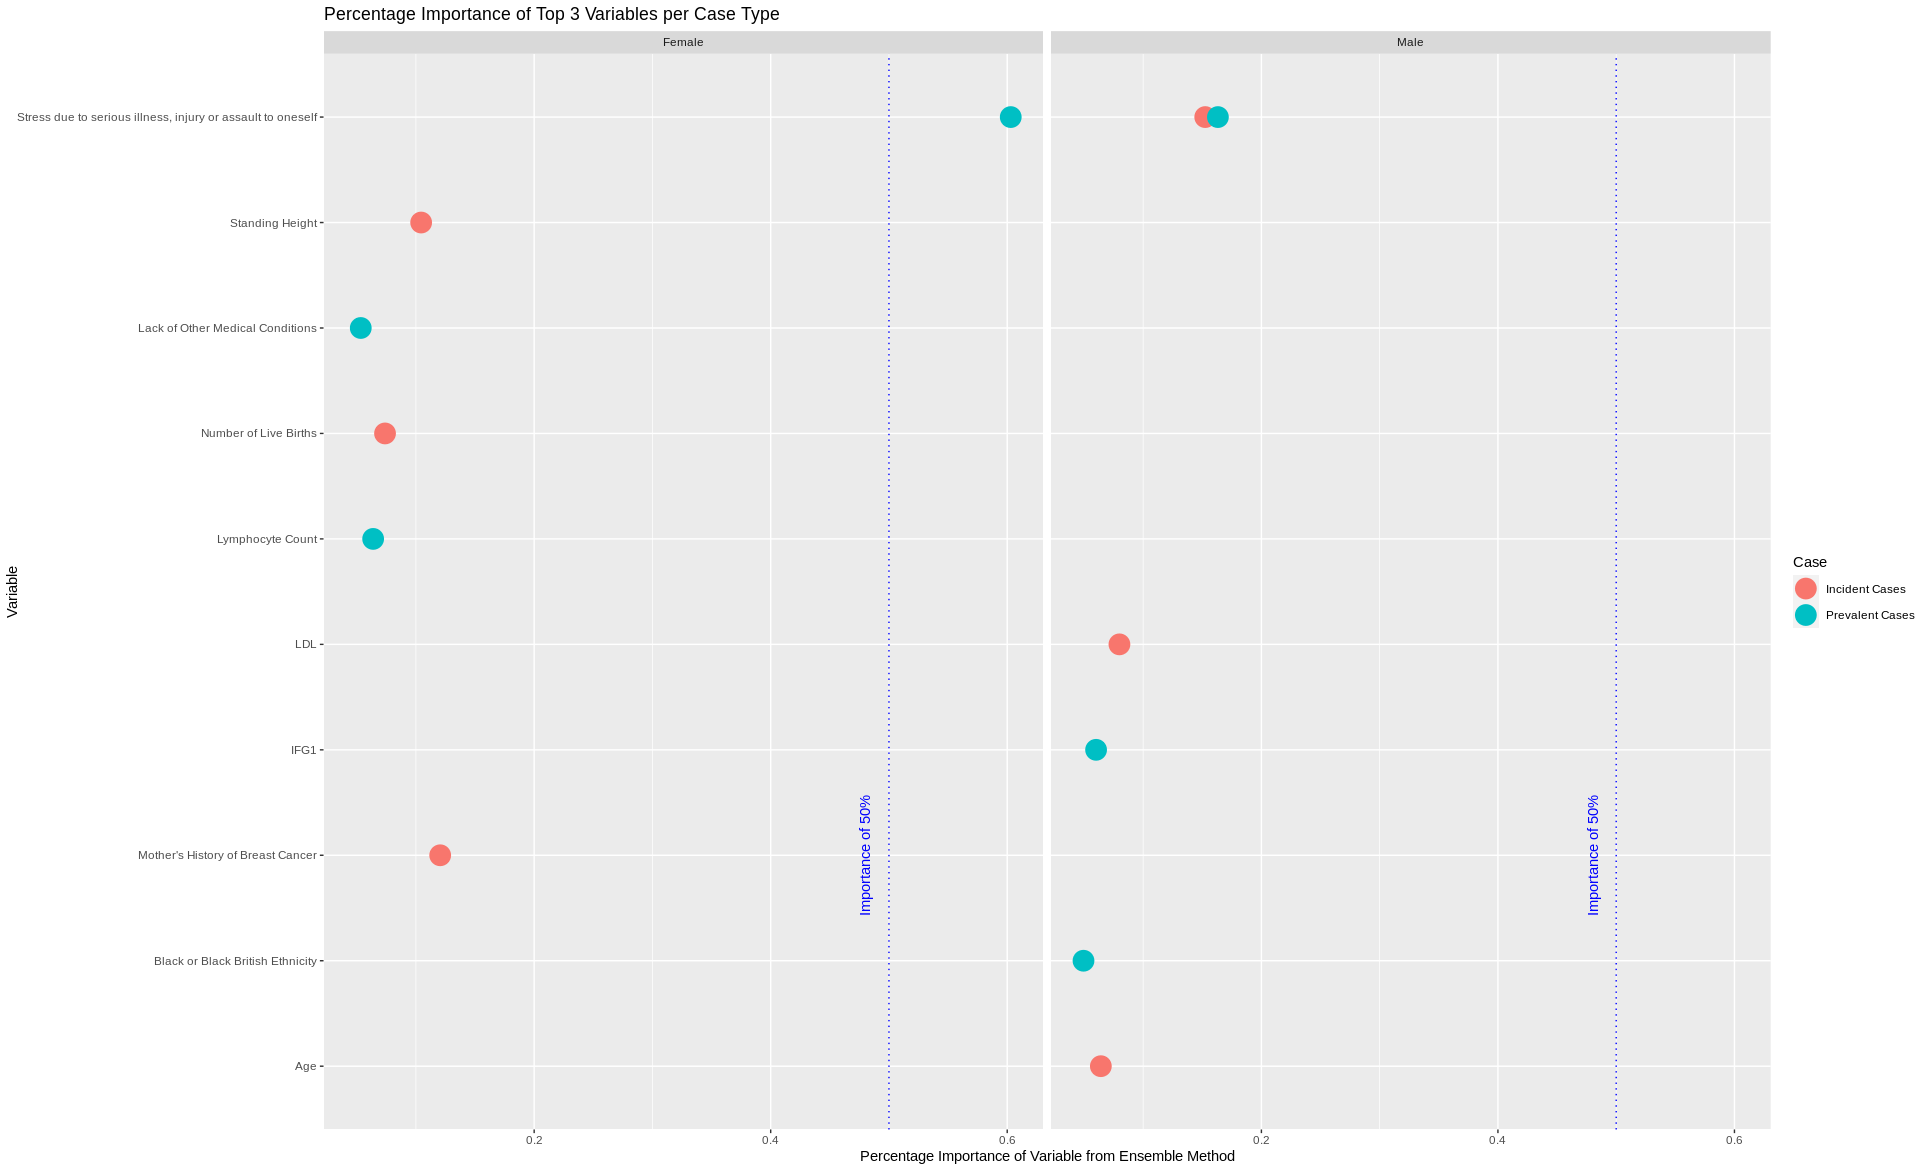 Percentage Importance of Top 3 Variables per Case Type
Female
Male
Stress due to serious illness, injury or assault to oneself
Standing Height
Lack of Other Medical Conditions
Number of Live Births
Lymphocyte Count
LDL
IFG1
Mother's History of Breast Cancer
Black or Black British Ethnicity
Age
Variable
Importance of 50%
Importance of 50%
0.2
0.4
0.6
0.2
0.4
0.6
Percentage Importance of Variable from Ensemble Method
Case
Incident Cases
Prevalent Cases